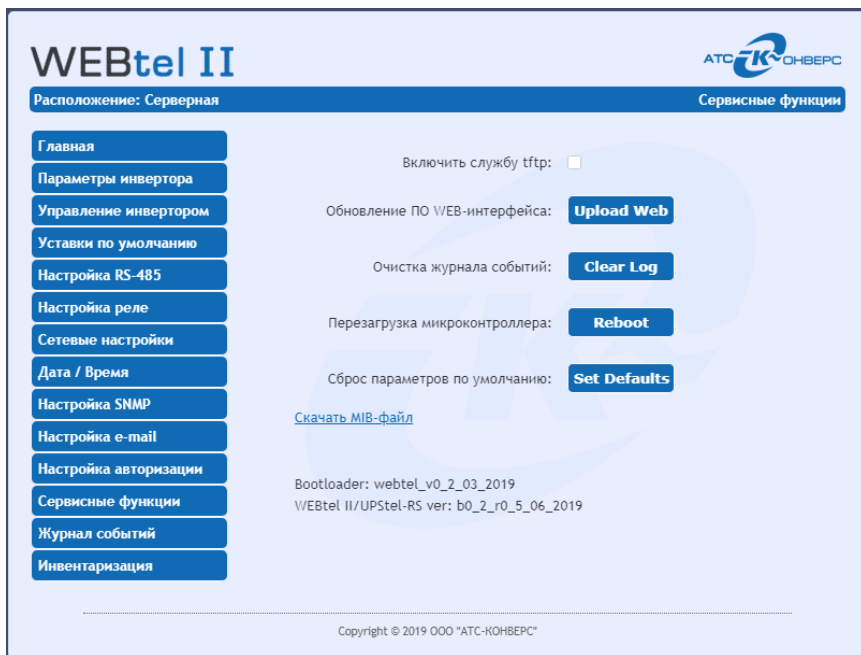 WEBtel II
АТС-КОНВЕРС
Расположение: Серверная
Сервисные функции
Главная
Параметры инвертора
Управление инвертором
Уставки по умолчанию
Настройка RS-485
Настройка реле
Сетевые настройки
Дата / Время
Настройка SNMP
Настройка e-mail
Настройка авторизации
Сервисные функции
Журнал событий
Инвентаризация
Включить службу tftp:
Обновление ПО WEB-интерфейса: Upload Web
Очистка журнала событий: Clear Log
Перезагрузка микроконтроллера: Reboot
Сброс параметров по умолчанию: Set Defaults
Скачать MIB-файл
Bootloader: webtel_v0_2_03_2019
WEBtel II/UPStel-RS ver: b0_2_r0_5_06_2019
Copyright © 2019 ООО "АТС-КОНВЕРС"